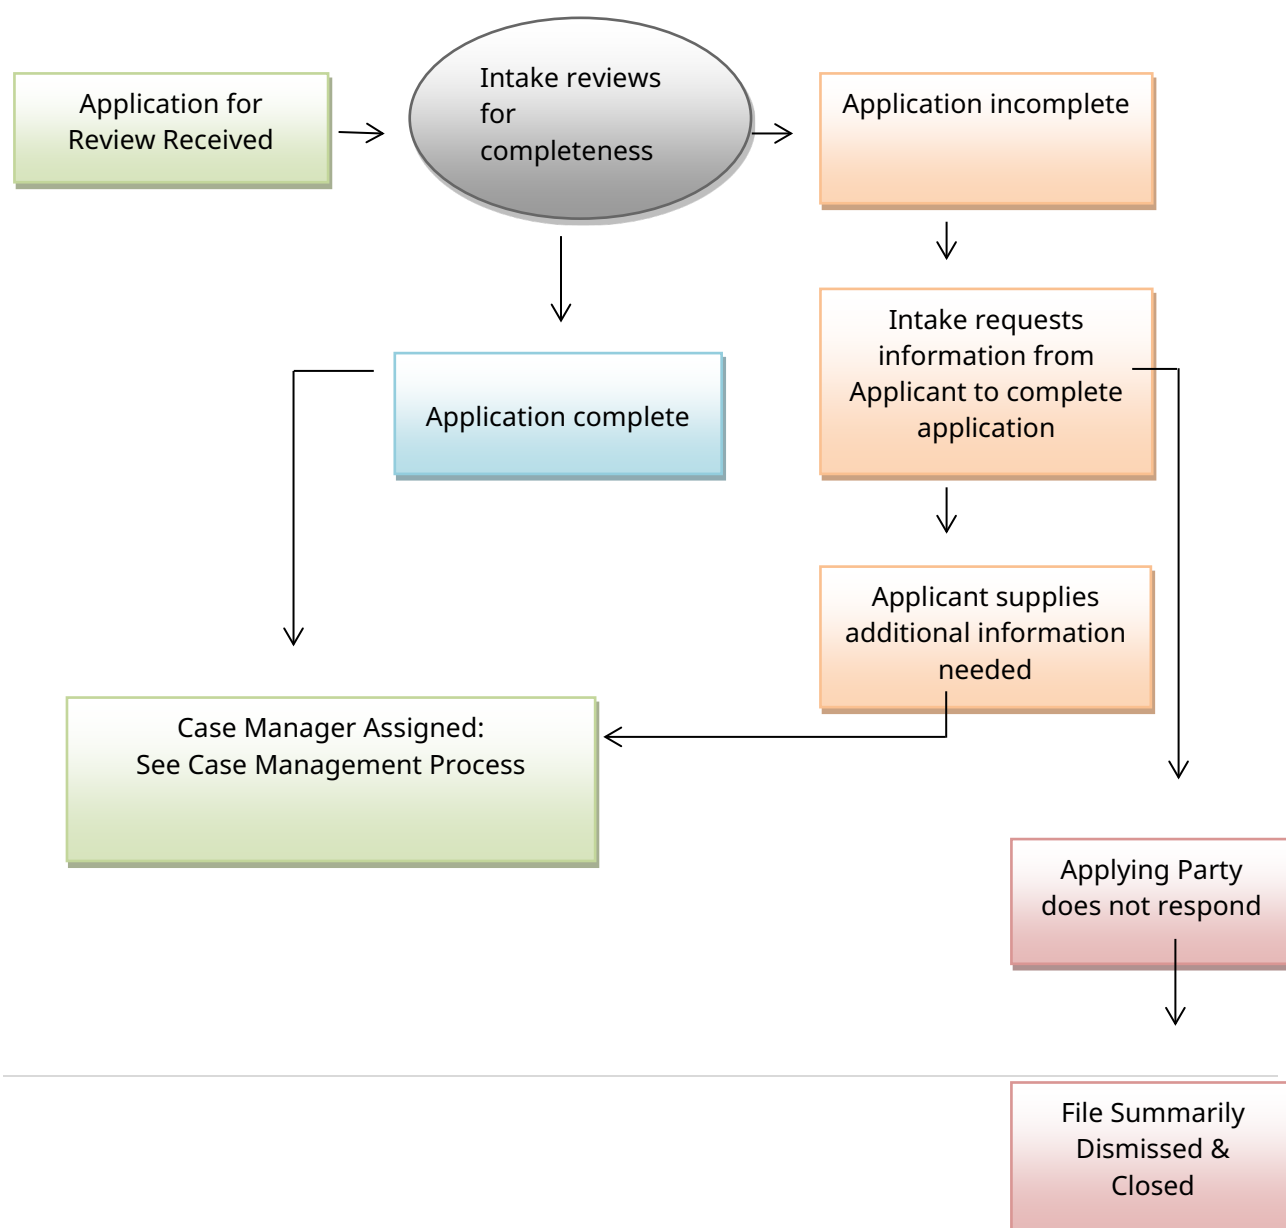 Application for
Review Received
Intake reviews
for
completeness
Application incomplete
Intake requests
information from
Applicant to complete
application
Application complete
Applicant supplies
additional information
needed
Case Manager Assigned:
See Case Management Process
Applying Party
does not respond
File Summarily
Dismissed &
Closed